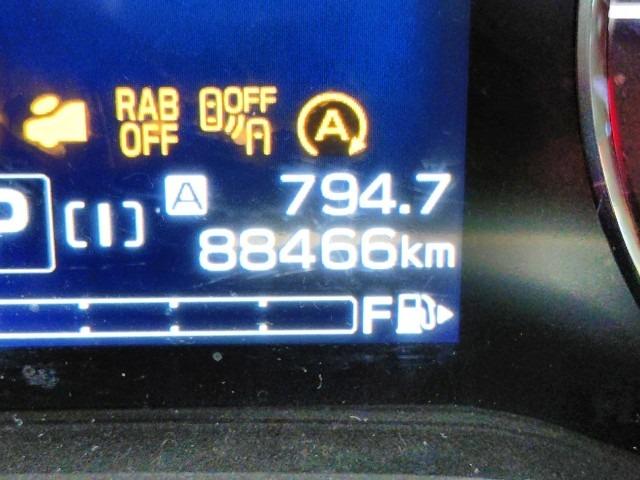 RAB OFF
OFF
A
A 794.7
P [I] 88466km
F